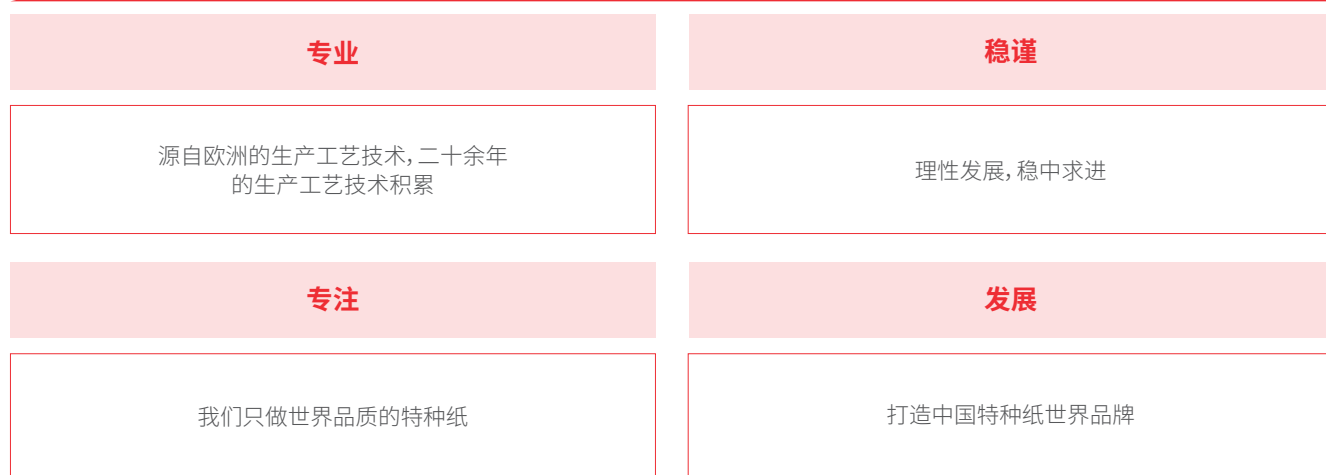 专业
源自欧洲的生产工艺技术,二十余年
的生产工艺技术积累
稳谨
理性发展,稳中求进
专注
我们只做世界品质的特种纸
发展
打造中国特种纸世界品牌